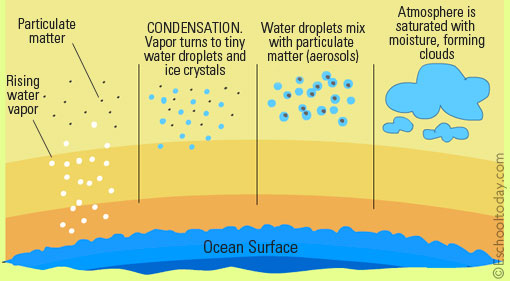 Particulate
matter
Rising
water
vapor
CONDENSATION.
Vapor turns to tiny
water droplets and
ice crystals
Water droplets mix
with particulate
matter (aerosols)
Atmosphere is
saturated with
moisture, forming
clouds
Ocean Surface
©eschooltoday.com